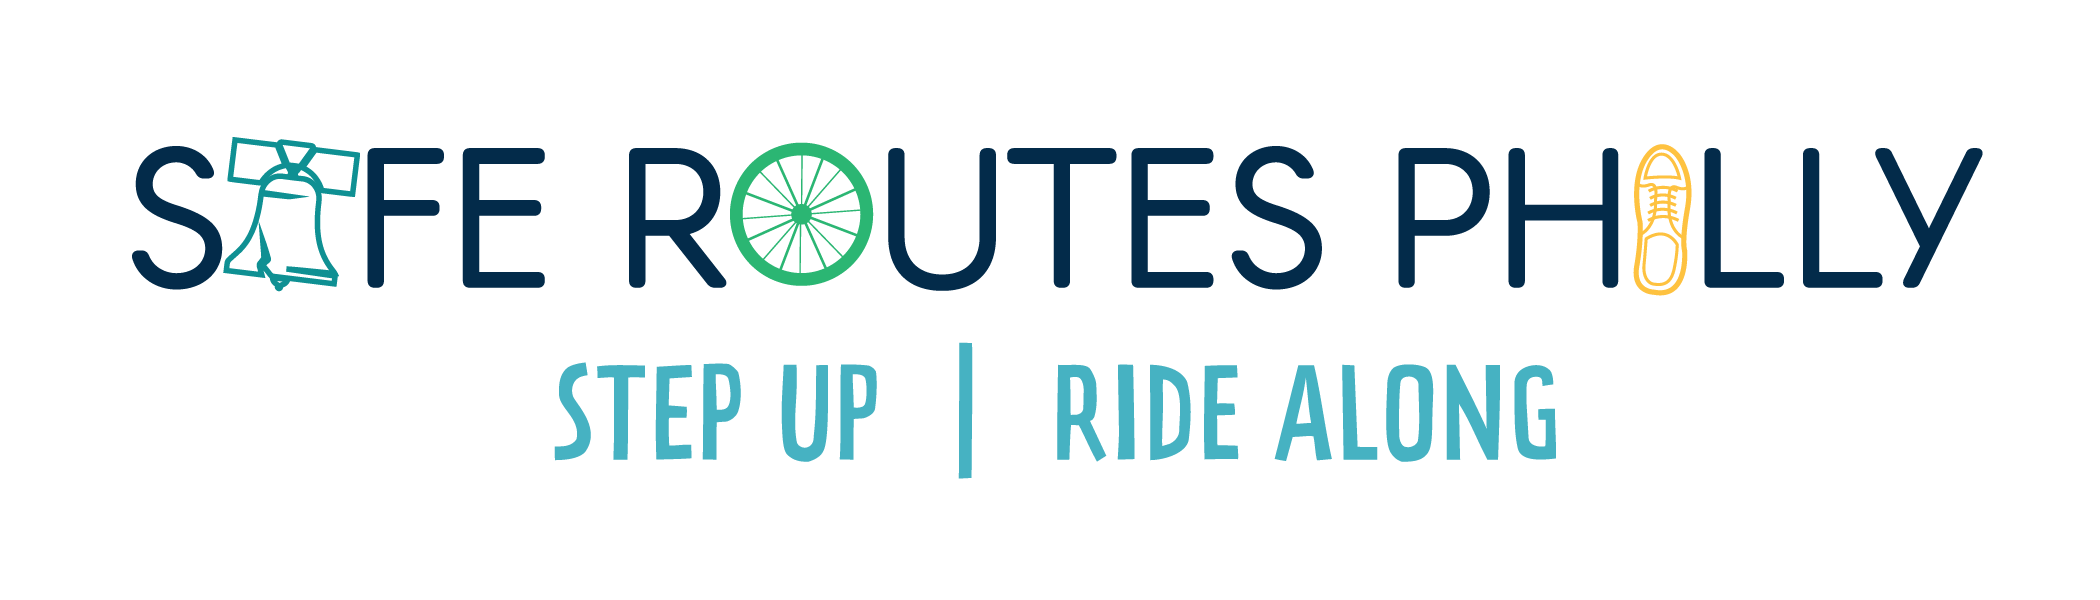 SAFE ROUTES PHILLY
STEP UP | RIDE ALONG